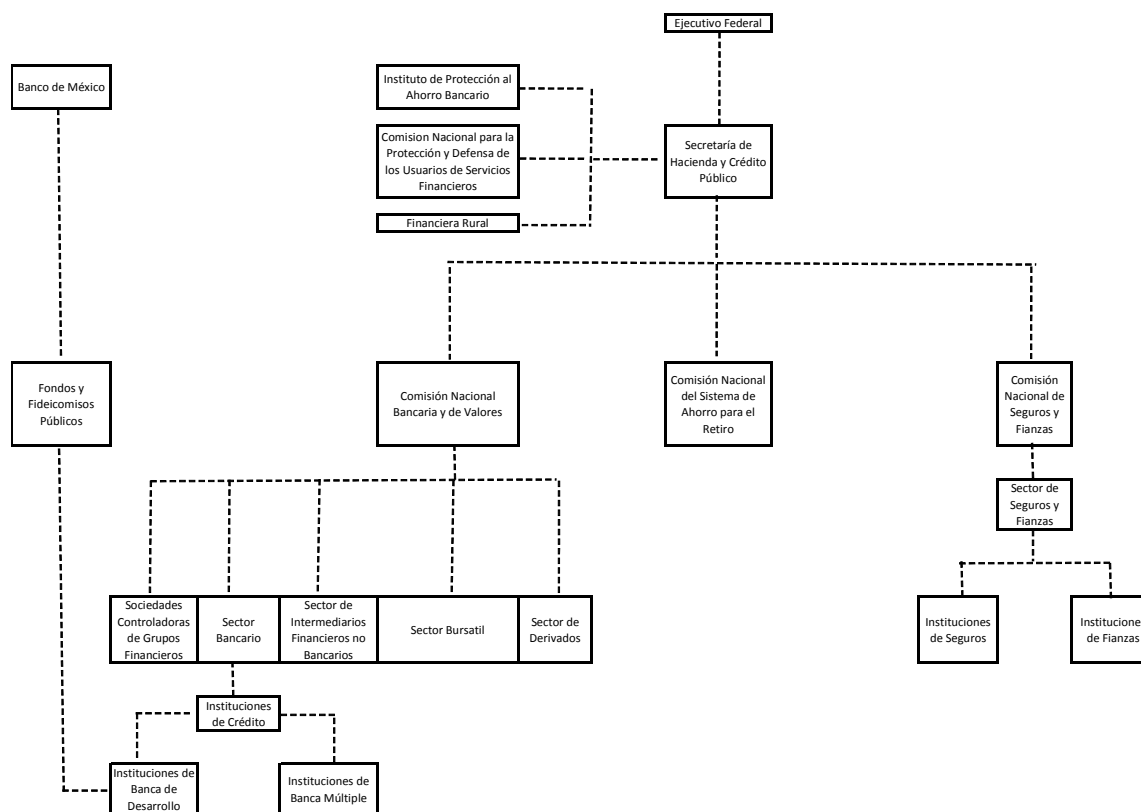 Ejecutivo Federal
Banco de México
Instituto de Protección al
Ahorro Bancario
Comision Nacional para la
Protección y Defensa de
los Usuarios de Servicios
Financieros
Secretaría de
Hacienda y Crédito
Público
Financiera Rural
Fondos y
Fideicomisos
Públicos
Comisión Nacional
Bancaria y de Valores
Comisión Nacional
del Sistema de
Ahorro para el
Retiro
Comisión
Nacional de
Seguros y
Fianzas
Sector de
Seguros y
Fianzas
Sociedades
Controladoras
de Grupos
Financieros
Sector
Bancario
Sector de
Intermediarios
Financieros no
Bancarios
Sector Bursatil
Sector de
Derivados
Instituciones
de Seguros
Institucione
de Fianzas
Instituciones
de Crédito
Instituciones de
Banca de
Desarrollo
Instituciones de
Banca Múltiple